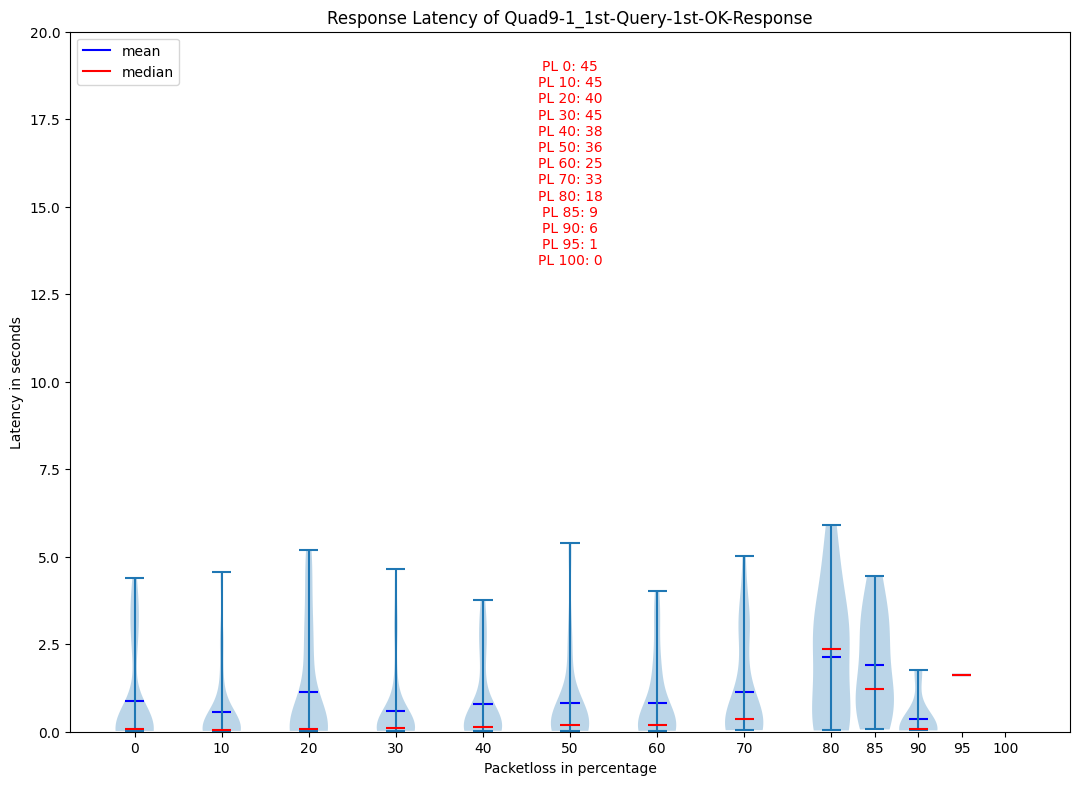 Response Latency of Quad9-1_1st-Query-1st-OK-Response
mean
median
PL 0: 45
PL 10: 45
PL 20: 40
PL 30: 45
PL 40: 38
PL 50: 36
PL 60: 25
PL 70: 33
PL 80: 18
PL 85: 9
PL 90: 6
PL 95: 1
PL 100: 0
Latency in seconds
20.0
17.5
15.0
12.5
10.0
7.5
5.0
2.5
0.0
0 10 20 30 40 50 60 70 80 85 90 95 100
Packetloss in percentage